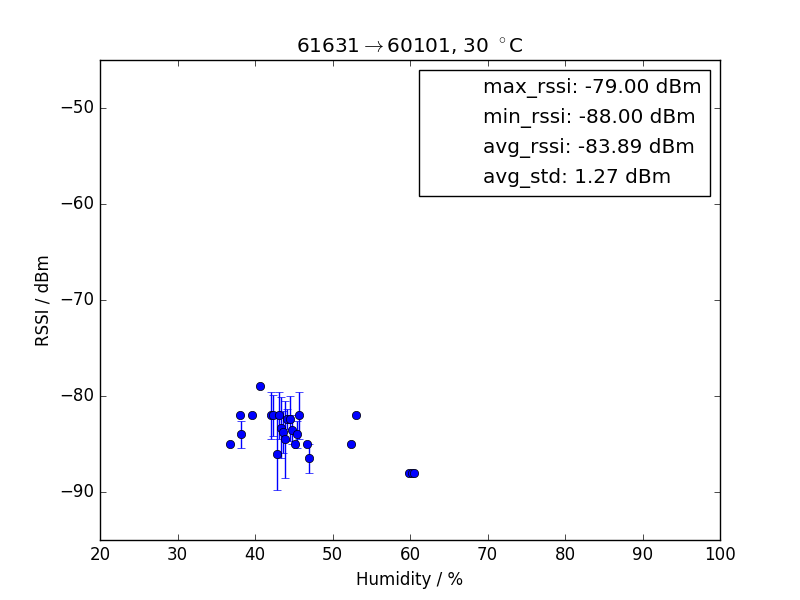 61631→60101, 30 °C
max_rssi: -79.00 dBm
min_rssi: -88.00 dBm
avg_rssi: -83.89 dBm
avg_std: 1.27 dBm
RSSI / dBm
−50
−60
−70
−80
−90
20 30 40 50 60 70 80 90 100
Humidity / %